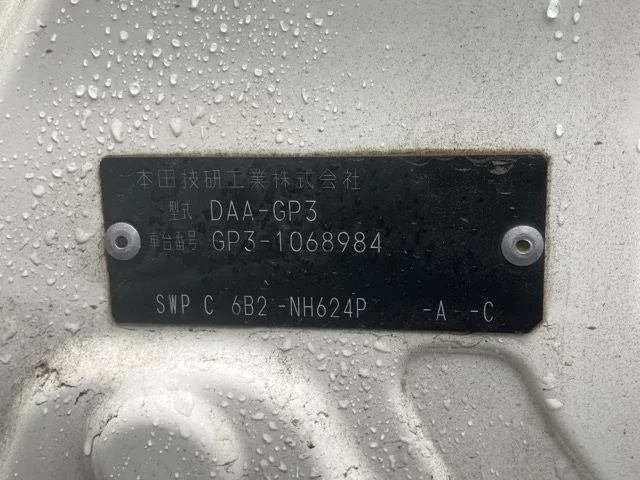 本田技研工業株式会社
型式 DAA-GP3
車台番号 GP3-1068984
SWP C 6B2 -NH624P -A --C